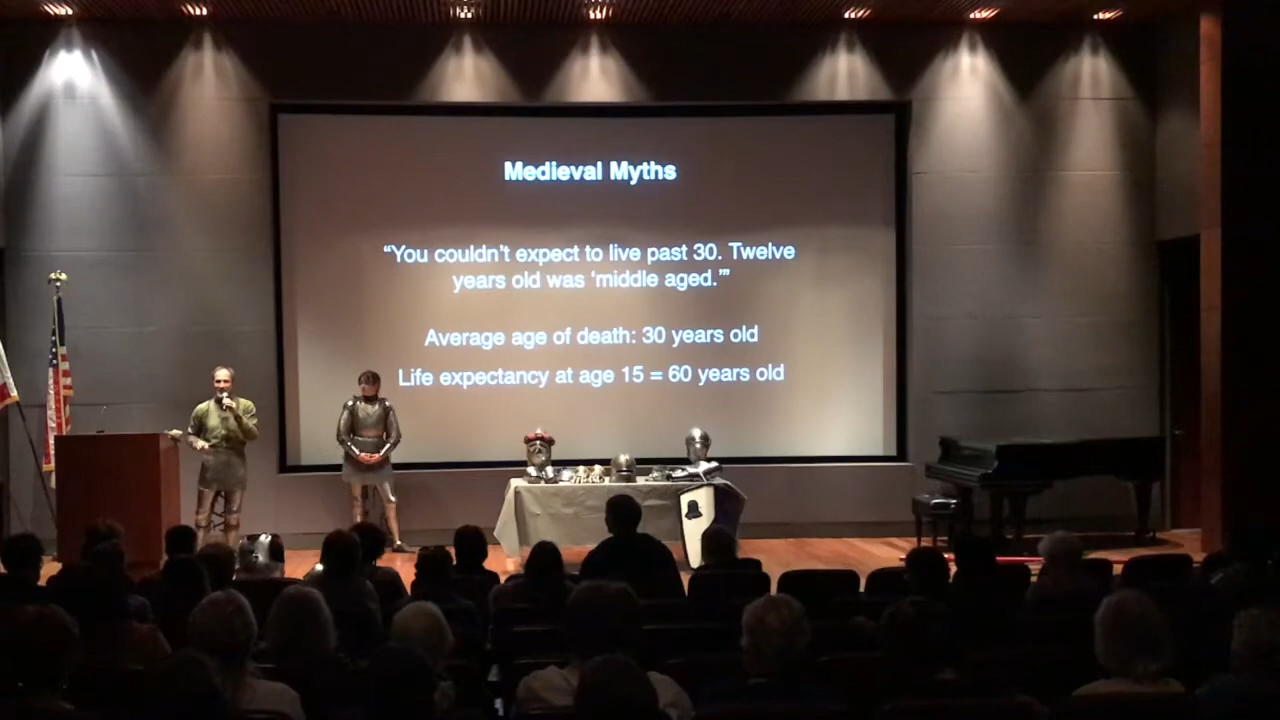 Medieval Myths
“You couldn’t expect to live past 30. Twelve
years old was ‘middle aged.’”
Average age of death: 30 years old
Life expectancy at age 15 = 60 years old